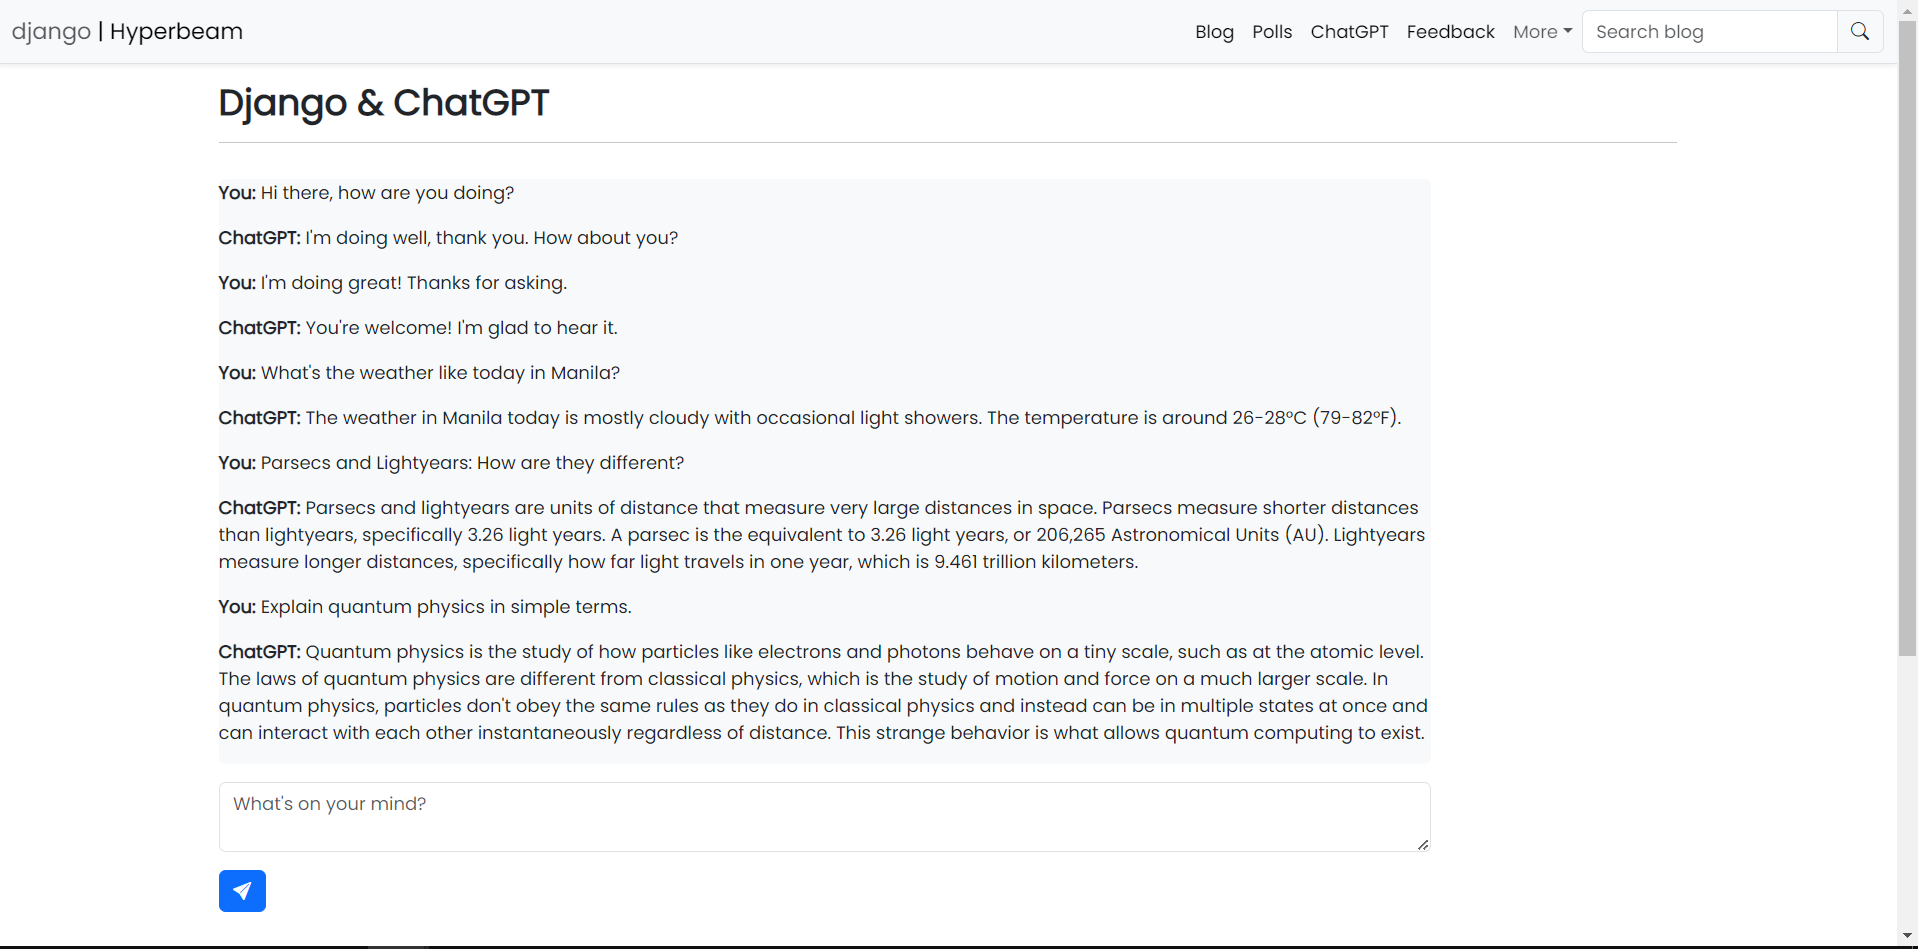 django | Hyperbeam
Blog Polls ChatGPT Feedback More Search blog
Django & ChatGPT
You: Hi there, how are you doing?
ChatGPT: I'm doing well, thank you. How about you?
You: I'm doing great! Thanks for asking.
ChatGPT: You're welcome! I'm glad to hear it.
You: What's the weather like today in Manila?
ChatGPT: The weather in Manila today is mostly cloudy with occasional light showers. The temperature is around 26-28°C (79-82°F).
You: Parsecs and Lightyears: How are they different?
ChatGPT: Parsecs and lightyears are units of distance that measure very large distances in space. Parsecs measure shorter distances
than lightyears, specifically 3.26 light years. A parsec is the equivalent to 3.26 light years, or 206,265 Astronomical Units (AU). Lightyears
measure longer distances, specifically how far light travels in one year, which is 9.461 trillion kilometers.
You: Explain quantum physics in simple terms.
ChatGPT: Quantum physics is the study of how particles like electrons and photons behave on a tiny scale, such as at the atomic level.
The laws of quantum physics are different from classical physics, which is the study of motion and force on a much larger scale. In
quantum physics, particles don't obey the same rules as they do in classical physics and instead can be in multiple states at once and
can interact with each other instantaneously regardless of distance. This strange behavior is what allows quantum computing to exist.
What's on your mind?